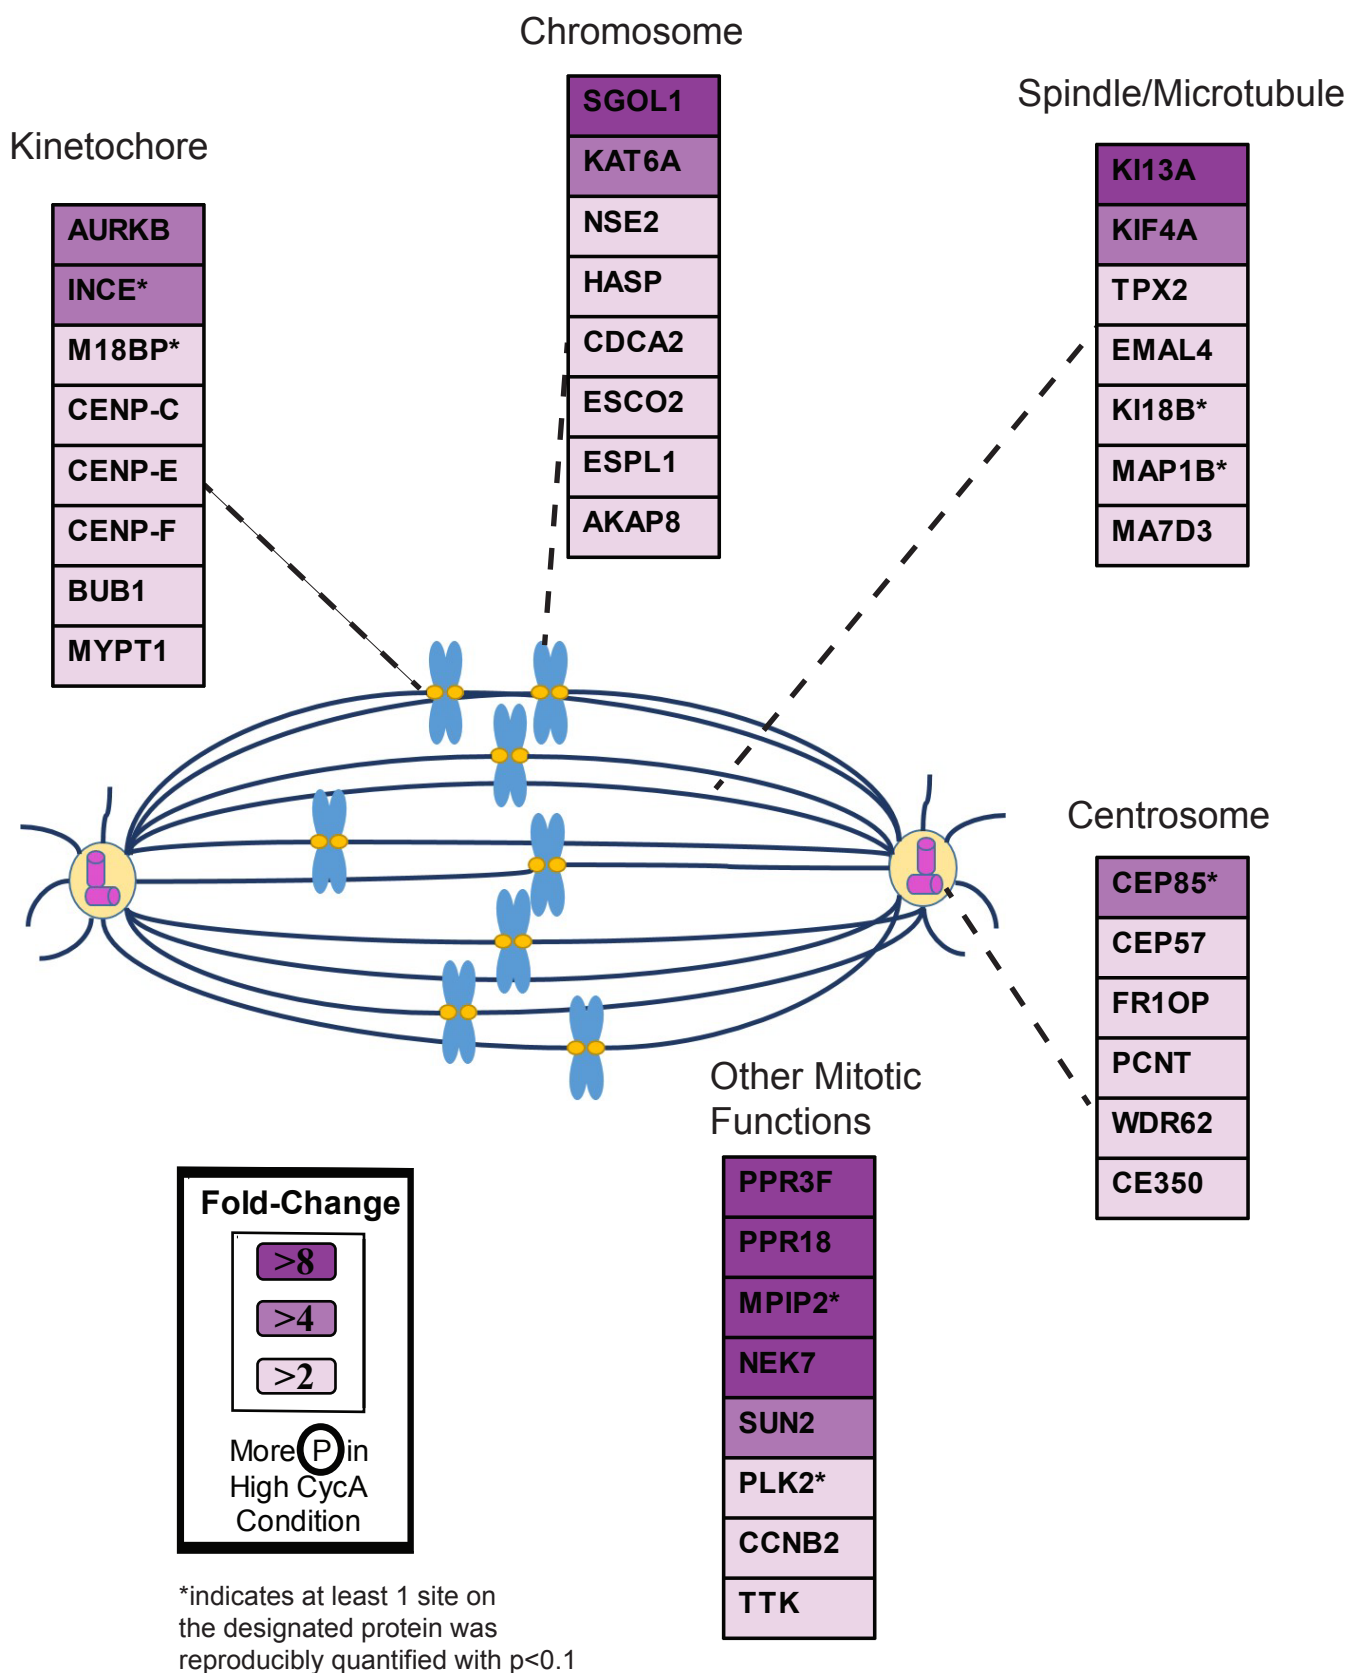 Chromosome
SGOL1
KAT6A
NSE2
HASP
CDCA2
ESCO2
ESPL1
AKAP8
Spindle/Microtubule
KI13A
KIF4A
TPX2
EMAL4
KI18B*
MAP1B*
MA7D3
Kinetochore
AURKB
INCE*
M18BP*
CENP-C
CENP-E
CENP-F
BUB1
MYPT1
Centrosome
CEP85*
CEP57
FR1OP
PCNT
WDR62
CE350
Other Mitotic
Functions
PPR3F
PPR18
MPIP2*
NEK7
SUN2
PLK2*
CCNB2
TTK
Fold-Change
>8
>4
>2
More P in
High CycA
Condition
*indicates at least 1 site on
the designated protein was
reproducibly quantified with p<0.1